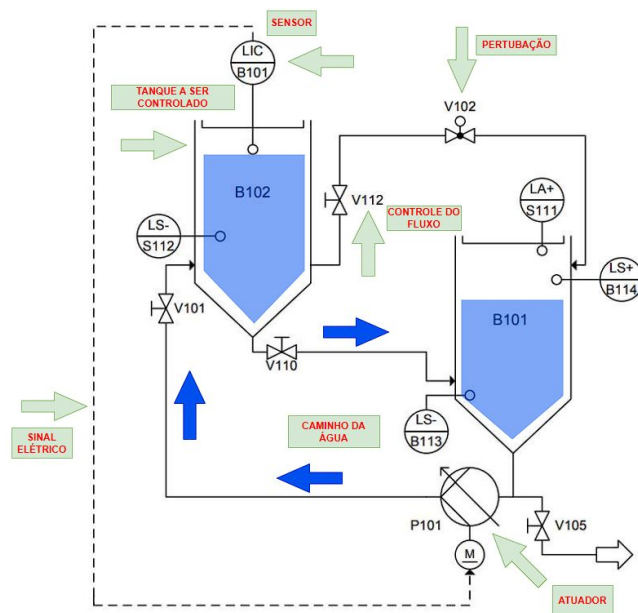 SENSOR
LIC
B101
PERTUBAÇÃO
TANQUE A SER
CONTROLADO
V102
B102
V112
CONTROLE DO
FLUXO
LA+
S111
LS-
S112
LS+
B114
V101
B101
V110
LS-
B113
SINAL
ELÉTRICO
CAMINHO DA
ÁGUA
P101
V105
M
ATUADOR